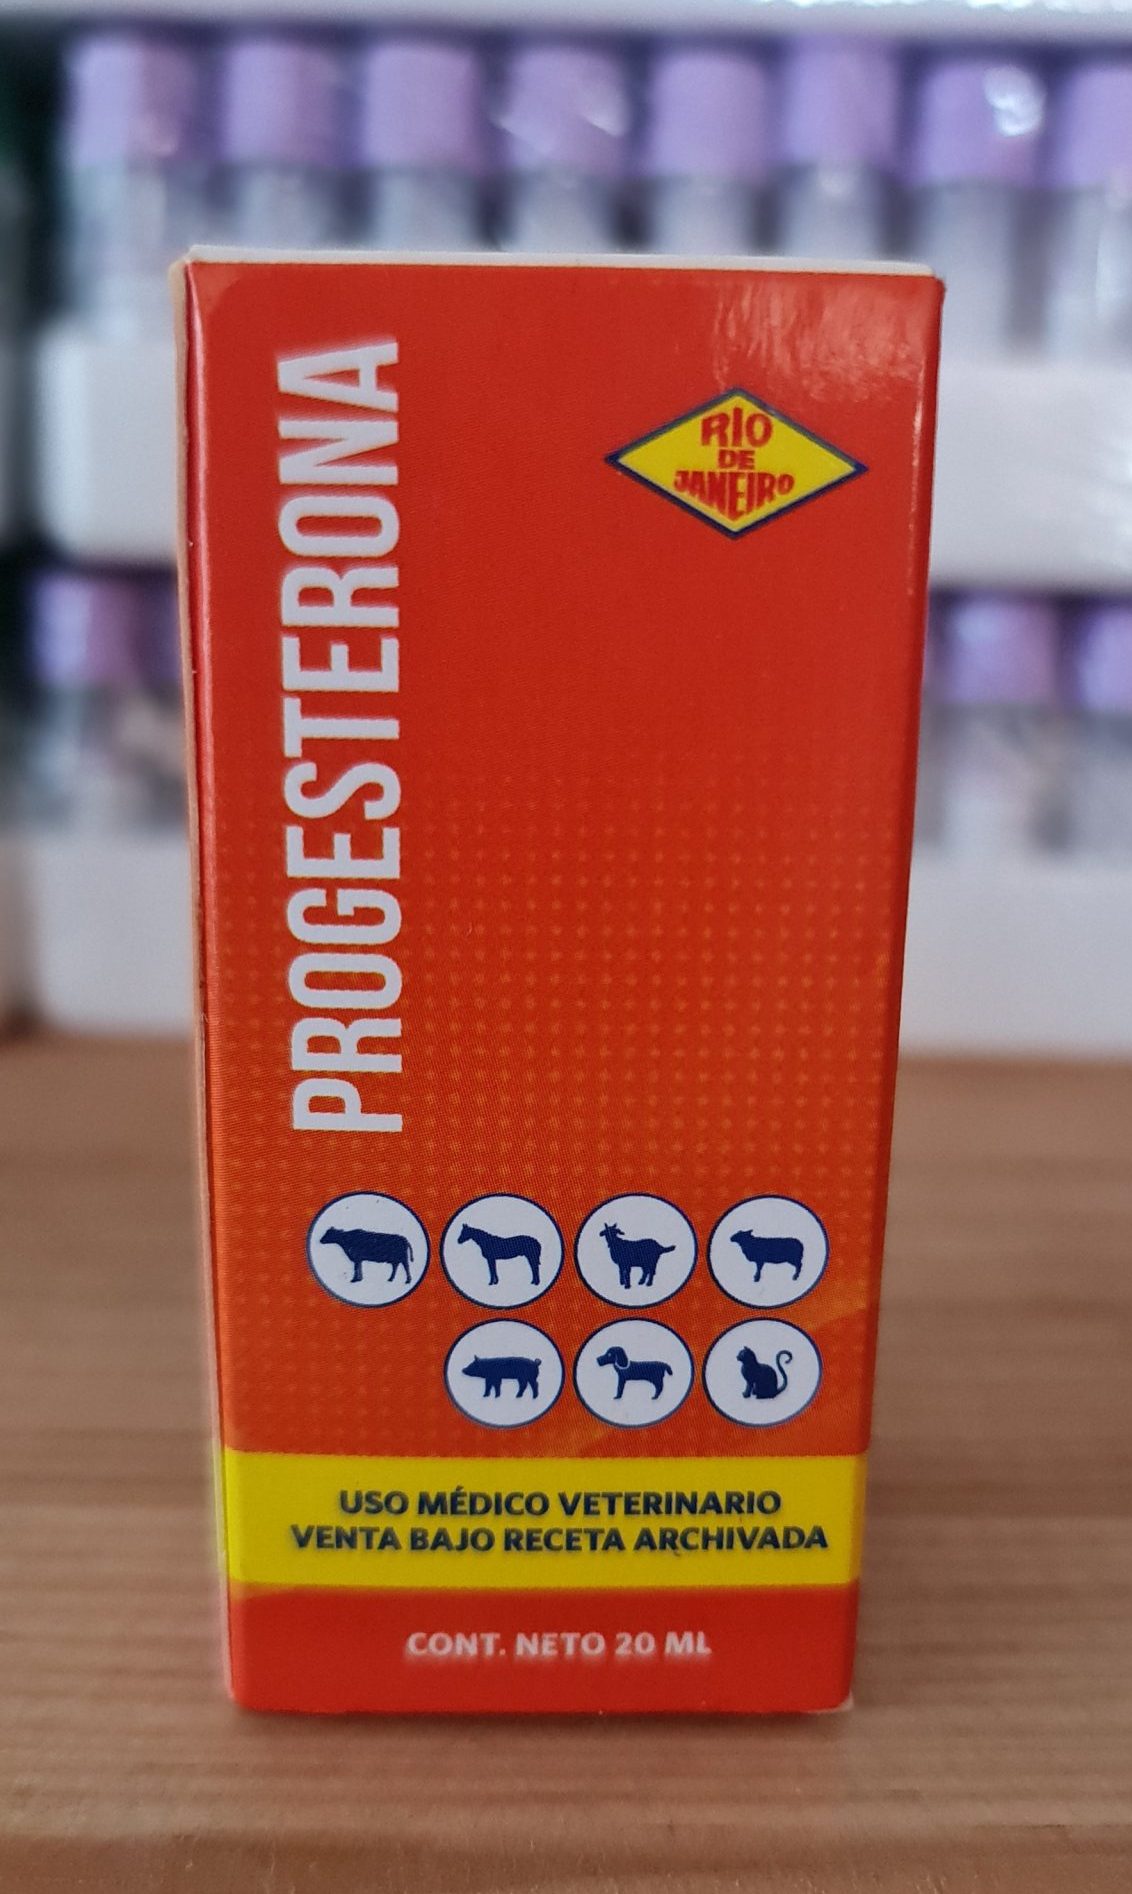 PROGESTERONA
RIO
DE
JANEIRO
USO MÉDICO VETERINARIO
VENTA BAJO RECETA ARCHIVADA
CONT. NETO 20 ML